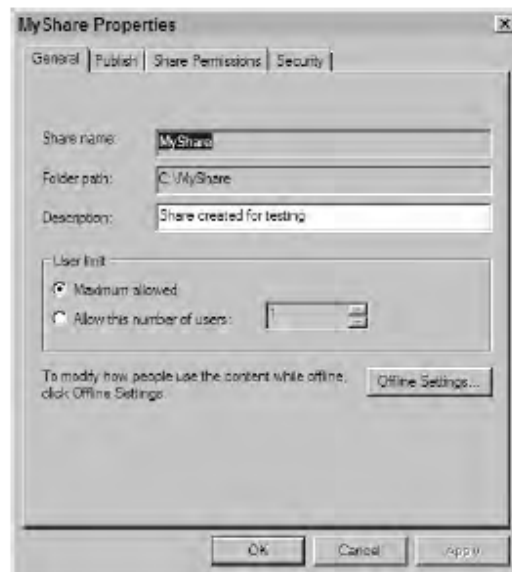 MyShare Properties
General Publish Share Permissions Security
Share name: MyShare
Folder path: C:\MyShare
Description: Share created for testing
User limit
Maximum allowed
Allow this number of users: 1
To modify how people use the content while offline,
click Offline Settings.
Offline Settings...
OK Cancel Apply